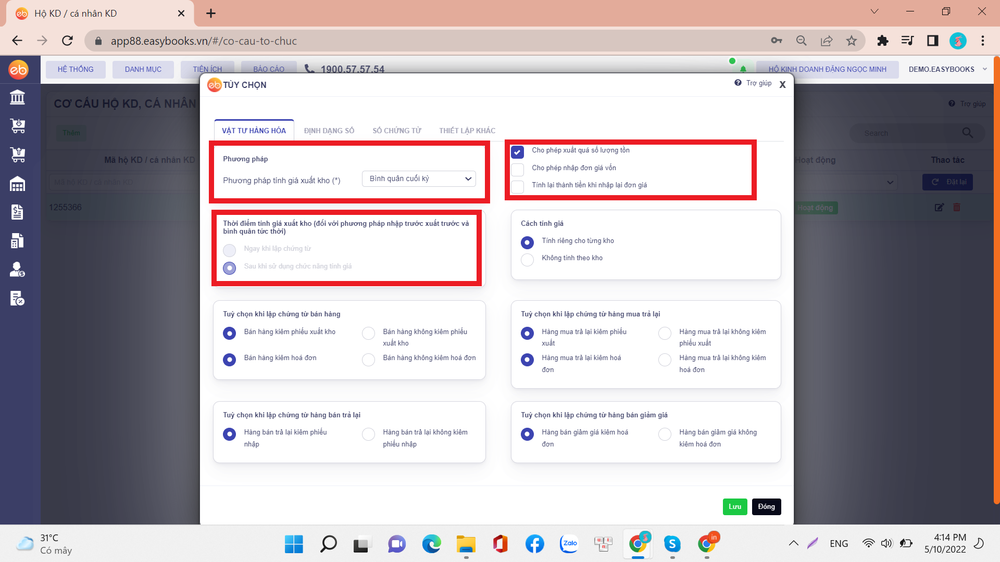 Hộ KD / cá nhân KD
app88.easybooks.vn/#/co-cau-to-chuc
eb
HỆ THỐNG
DANH MỤC
TIỆN ÍCH
BÁO CÁO
1900.57.57.54
HỘ KINH DOANH ĐẶNG NGỌC MINH
DEMO.EASYBOOKS
CƠ CẤU HỘ KD, CÁ NHÂN
Trợ giúp
Thêm
Search
Mã hộ KD / cá nhân KD
Hoạt động
Thao tác
Mã hộ KD / cá nhân KD
Đặt lại
1255366
Hoạt động
eb TÙY CHỌN
Trợ giúp
X
VẬT TƯ HÀNG HÓA
ĐỊNH DẠNG SỐ
SỐ CHỨNG TỪ
THIẾT LẬP KHÁC
Phương pháp
Phương pháp tính giá xuất kho (*)
Bình quân cuối kỳ
Cho phép xuất quá số lượng tồn
Cho phép nhập đơn giá vốn
Tính lại thành tiền khi nhập lại đơn giá
Thời điểm tính giá xuất kho (đối với phương pháp nhập trước xuất trước và
bình quân tức thời)
Ngay khi lập chứng từ
Sau khi sử dụng chức năng tính giá
Cách tính giá
Tính riêng cho từng kho
Không tính theo kho
Tuỳ chọn khi lập chứng từ bán hàng
Bán hàng kiêm phiếu xuất kho
Bán hàng không kiêm phiếu
xuất kho
Bán hàng kiêm hoá đơn
Bán hàng không kiêm hoá đơn
Tuỳ chọn khi lập chứng từ hàng mua trả lại
Hàng mua trả lại kiêm phiếu
xuất
Hàng mua trả lại không kiêm
phiếu xuất
Hàng mua trả lại kiêm hoá
đơn
Hàng mua trả lại không kiêm
hoá đơn
Tuỳ chọn khi lập chứng từ hàng bán trả lại
Hàng bán trả lại kiêm phiếu
nhập
Hàng bán trả lại không kiêm
phiếu nhập
Tuỳ chọn khi lập chứng từ hàng bán giảm giá
Hàng bán giảm giá kiêm hoá
đơn
Hàng bán giảm giá không
kiêm hoá đơn
Lưu
Đóng
31°C
Có mây
Zalo
in
ENG
4:14 PM
5/10/2022